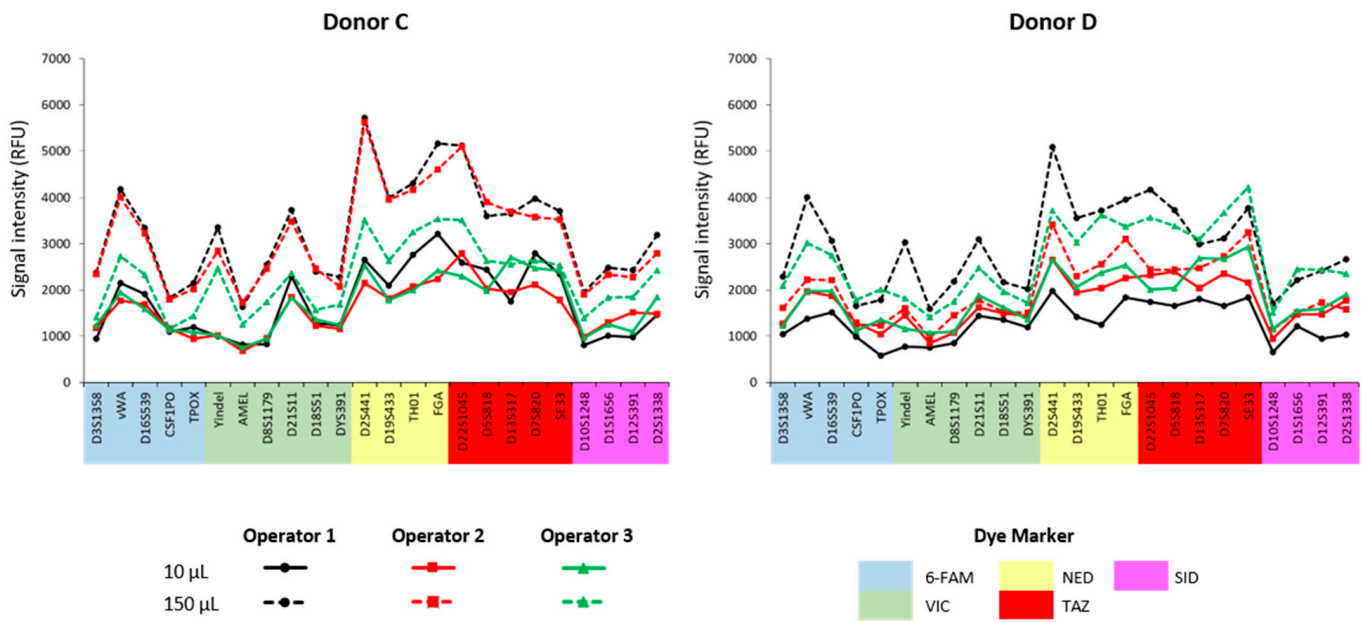 Donor C
Donor D
Signal intensity (RFU)
7000
6000
5000
4000
3000
2000
1000
0
D3S1358
vWA
D16S539
CSF1PO
TPOX
Yindel
AMEL
D8S1179
D21S11
D18S51
DYS391
D2S441
D19S433
TH01
FGA
D22S1045
D5S818
D13S317
D7S820
SE33
D10S1248
D1S1656
D12S391
D2S1338
Signal intensity (RFU)
7000
6000
5000
4000
3000
2000
1000
0
D3S1358
vWA
D16S539
CSF1PO
TPOX
Yindel
AMEL
D8S1179
D21S11
D18S51
DYS391
D2S441
D19S433
TH01
FGA
D22S1045
D5S818
D13S317
D7S820
SE33
D10S1248
D1S1656
D12S391
D2S1338
Operator 1 Operator 2 Operator 3
10 µL
150 µL
Dye Marker
6-FAM NED SID
VIC TAZ